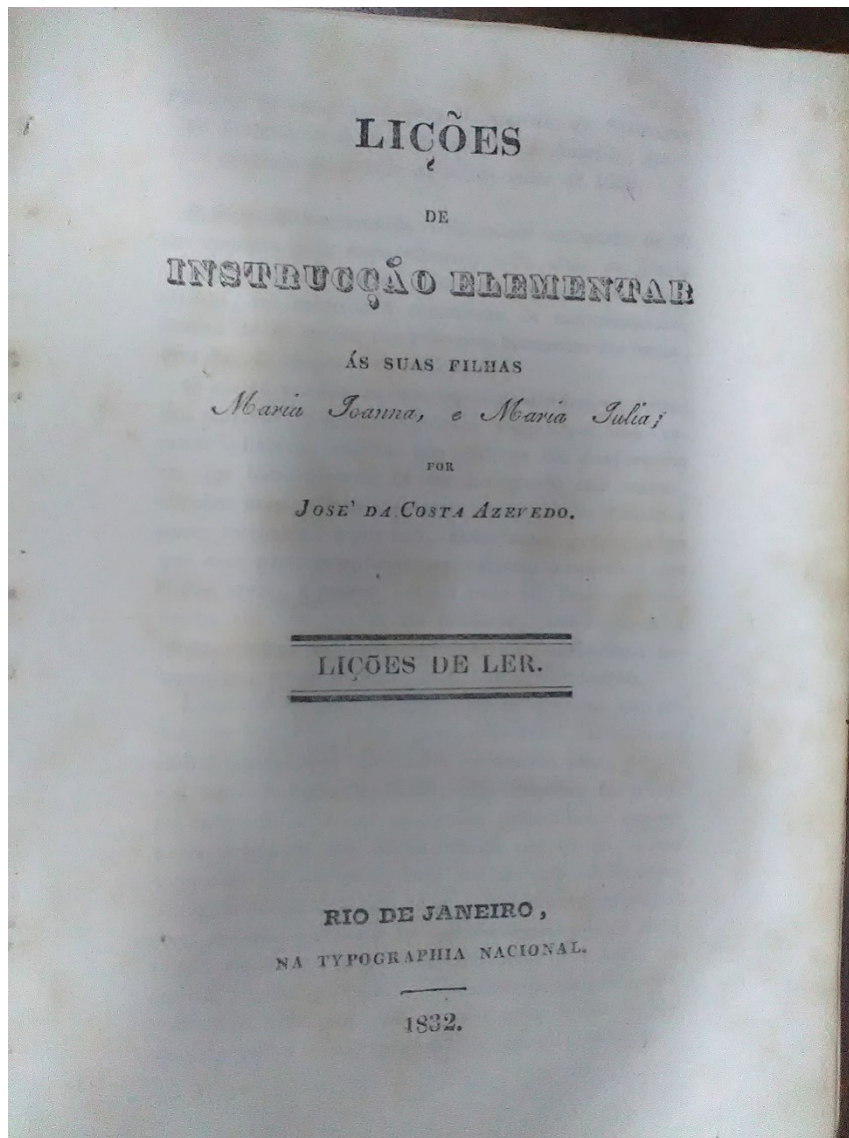 LIÇÕES
DE
INSTRUCÇÃO ELEMENTAR
ÁS SUAS FILHAS
Maria Joanna, e Maria Julia;
POR
JOSE' DA COSTA AZEVEDO.
LIÇÕES DE LER.
RIO DE JANEIRO,
NA TYPOGRAPHIA NACIONAL.
1832.